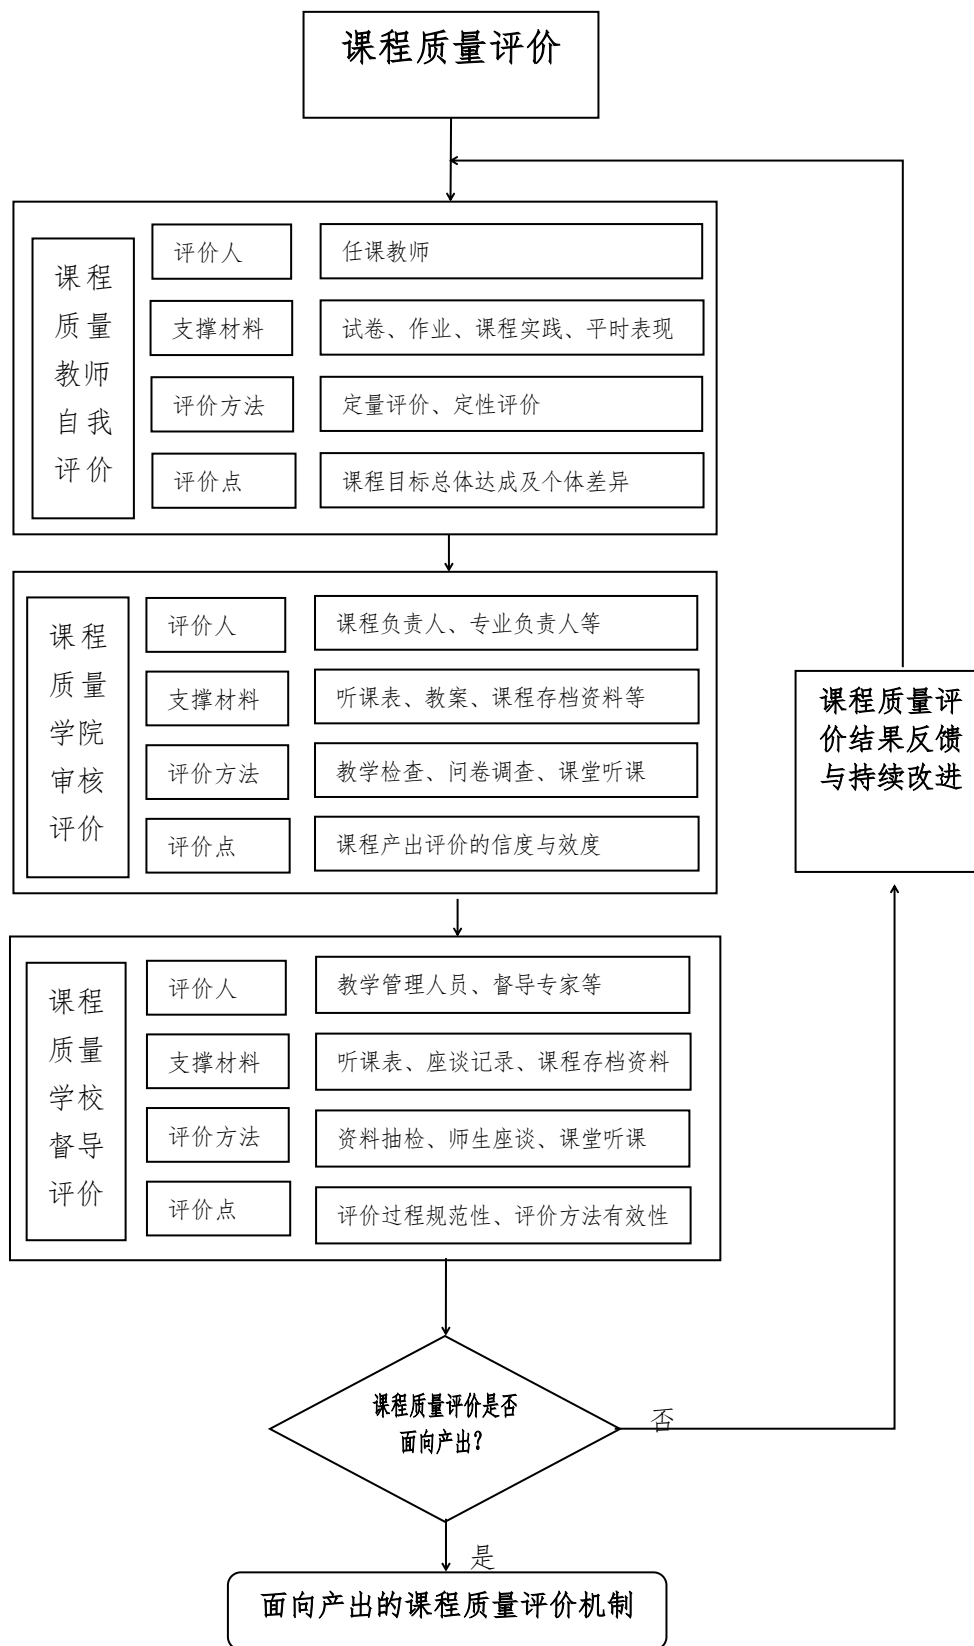 课程质量评价
课程
质量
教师
自我
评价
评价人
任课教师
支撑材料
试卷、作业、课程实践、平时表现
评价方法
定量评价、定性评价
评价点
课程目标总体达成及个体差异
课程
质量
学院
审核
评价
评价人
课程负责人、专业负责人等
支撑材料
听课表、教案、课程存档资料等
评价方法
教学检查、问卷调查、课堂听课
评价点
课程产出评价的信度与效度
课程质量评
价结果反馈
与持续改进
课程
质量
学校
督导
评价
评价人
教学管理人员、督导专家等
支撑材料
听课表、座谈记录、课程存档资料
评价方法
资料抽检、师生座谈、课堂听课
评价点
评价过程规范性、评价方法有效性
课程质量评价是否
面向产出？
否
是
面向产出的课程质量评价机制